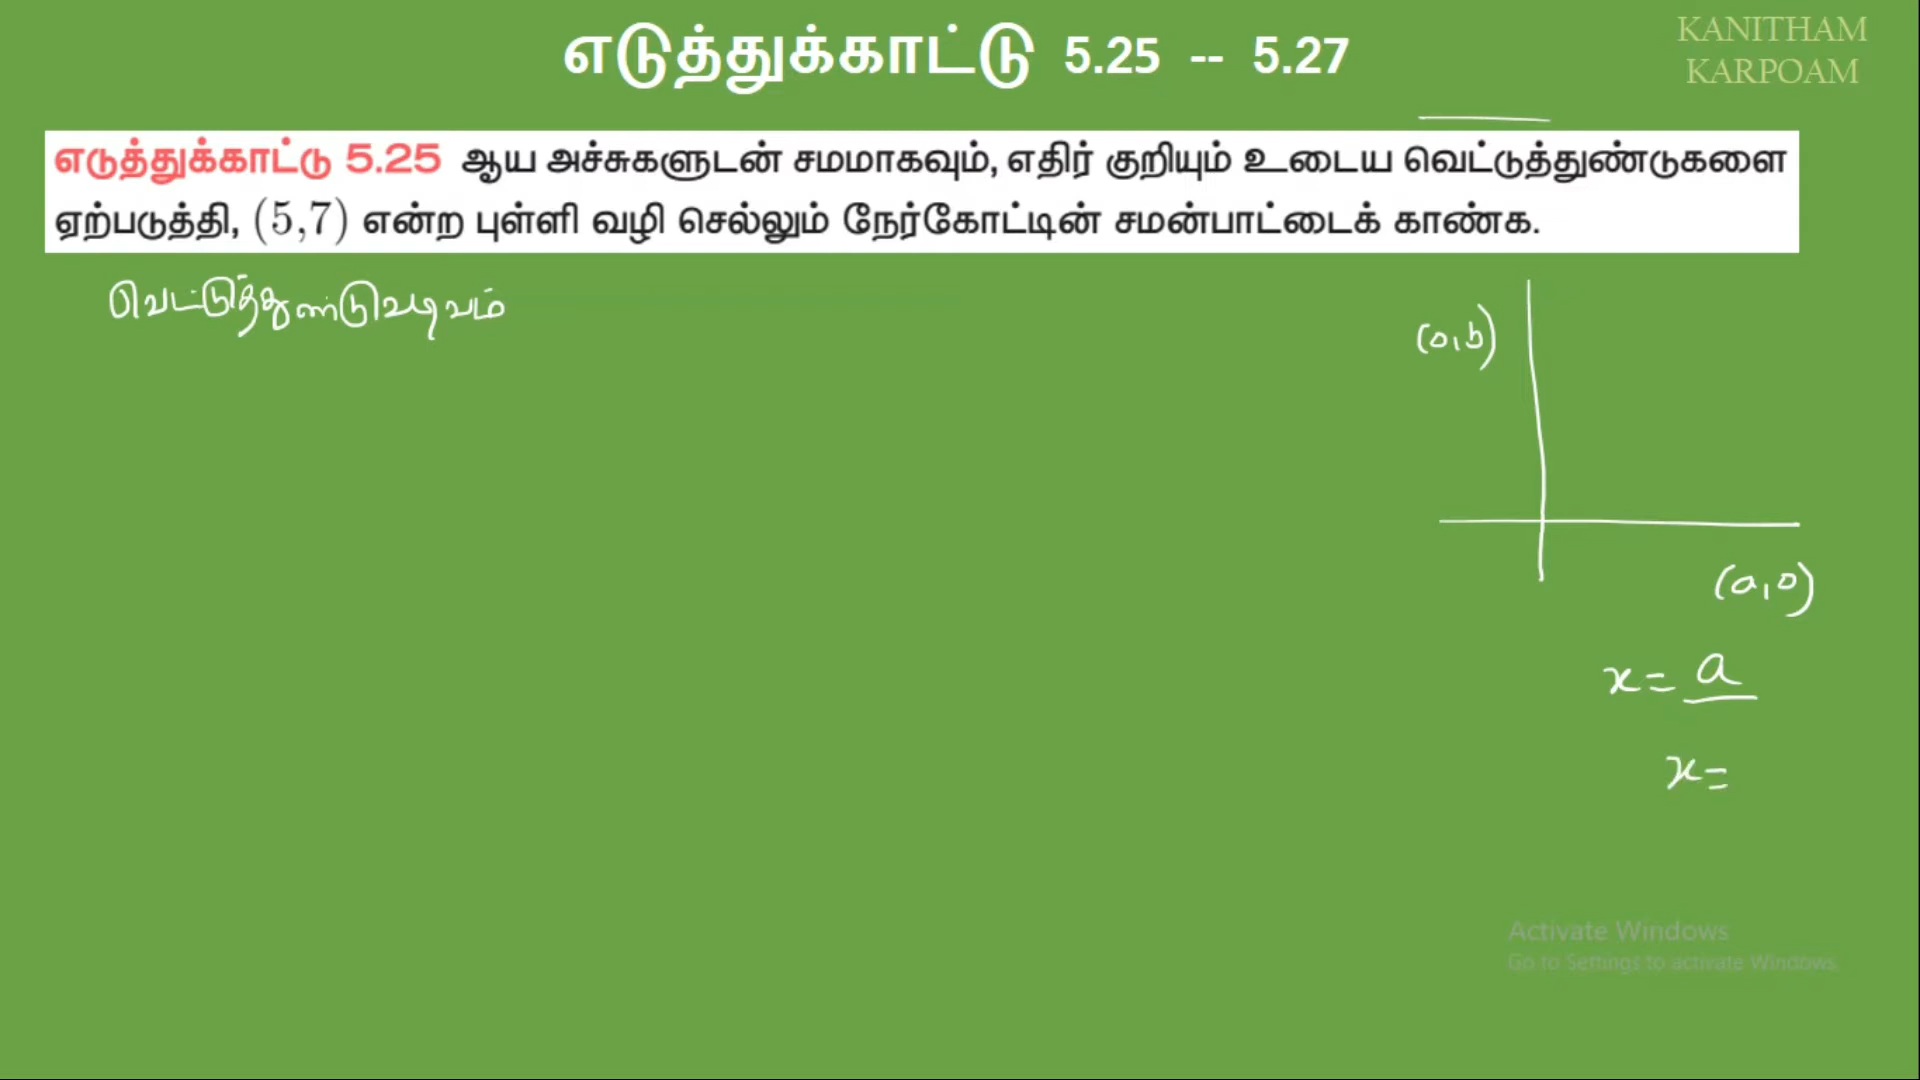 எடுத்துக்காட்டு 5.25 -- 5.27
KANITHAM
KARPOAM
எடுத்துக்காட்டு 5.25 ஆய அச்சுகளுடன் சமமாகவும், எதிர் குறியும் உடைய வெட்டுத்துண்டுகளை
ஏற்படுத்தி, (5,7) என்ற புள்ளி வழி செல்லும் நேர்கோட்டின் சமன்பாட்டைக் காண்க.
வெட்டுத்துண்டு வடிவம்
(0,b)
(a,0)
x = a
x =
Activate Windows
Go to Settings to activate Windows.